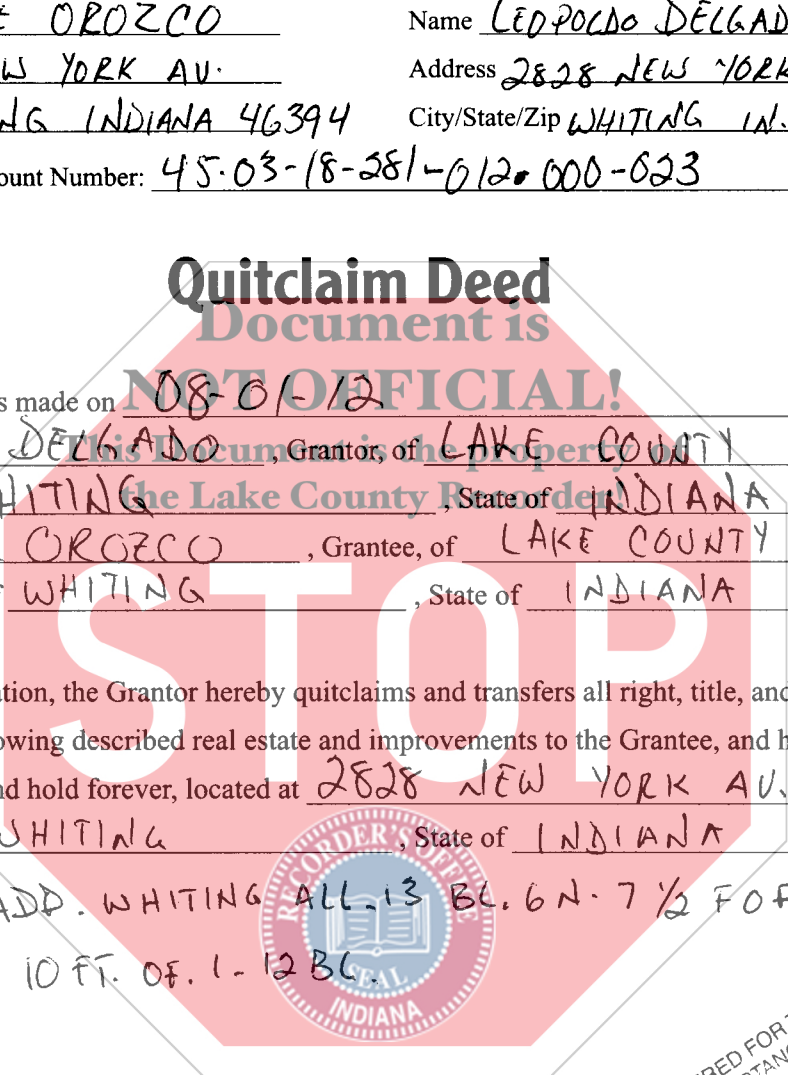 OROZCO
Name LEOPOLDO DELGAD
W YORK AV.
Address 2828 NEW YORK
NG INDIANA 46394
City/State/Zip WHITING IN.
ount Number: 45-03-18-281-012.000-023
Quitclaim Deed
Document is
NOT OFFICIAL!
This Document is the property of
the Lake County Recorder!
s made on 08-01-12
DELGADO , Grantor, of LAKE COUNTY
HITING , State of INDIANA
OROZCO , Grantee, of LAKE COUNTY
WHITING , State of INDIANA
STOP
ation, the Grantor hereby quitclaims and transfers all right, title, and
owing described real estate and improvements to the Grantee, and h
nd hold forever, located at 2828 NEW YORK AV.
WHITING , State of INDIANA
ADD. WHITING ALL.13 BL. 6 N. 7 1/2 F OF
10 FT. OF. 1-12 BL.
RECORDER'S OFFICE
SEAL
INDIANA
RED FOR T